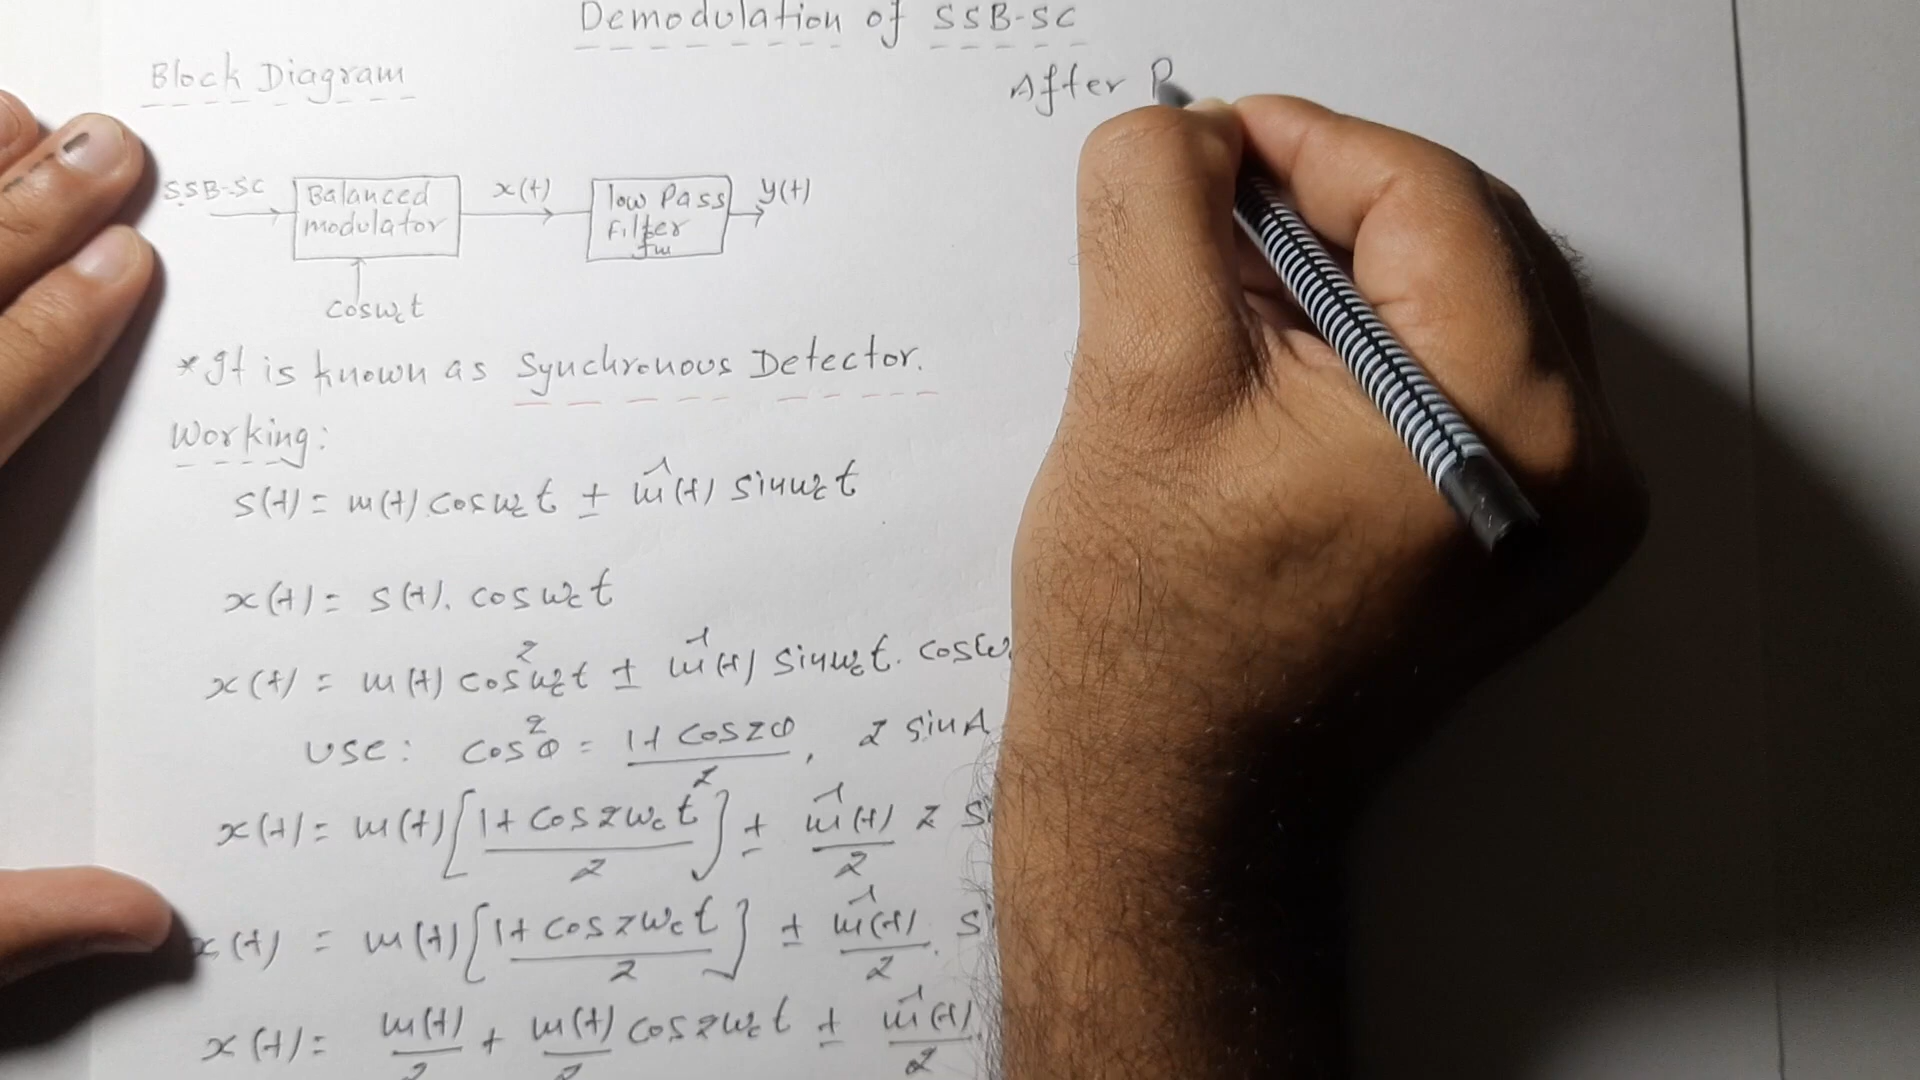 Demodulation of SSB-SC
Block Diagram
After
SSB-SC
Balanced
modulator
x(t)
low Pass
Filter
fm
y(t)
cosωct
*It is known as Synchronous Detector.
Working:
s(t) = m(t) cosωct ± m̂(t) sinωct
x(t) = s(t). cosωct
x(t) = m(t) cos²ωct ± m̂(t) sinωct. cosω
USE: cos²θ = (1+cos2θ)/2, 2 sinA
x(t) = m(t)[(1+cos2ωct)/2] ± m̂(t)/2 2
x(t) = m(t)[(1+cos2ωct)/2] ± m̂(t)/2.
x(t) = m(t)/2 + m(t)/2 cos2ωct ± m̂(t)/2